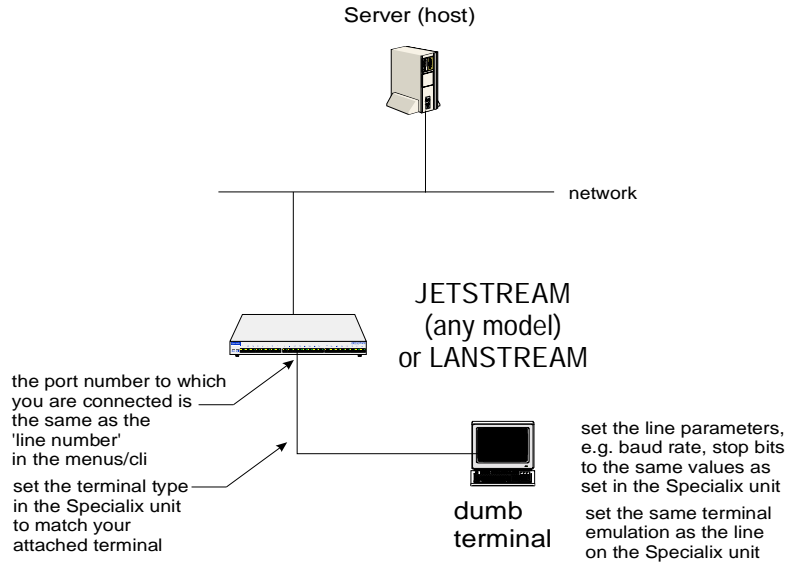 Server (host)
network
JETSTREAM
(any model)
or LANSTREAM
the port number to which
you are connected is
the same as the
'line number'
in the menus/cli
set the terminal type
in the Specialix unit
to match your
attached terminal
dumb
terminal
set the line parameters,
e.g. baud rate, stop bits
to the same values as
set in the Specialix unit
set the same terminal
emulation as the line
on the Specialix unit